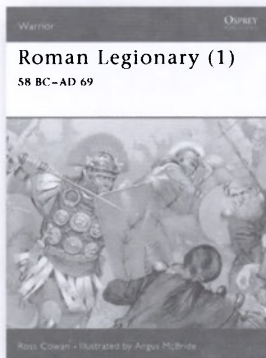 Warrior
OSPREY
Roman Legionary (1)
58 BC–AD 69
Ross Cowan • Illustrated by Angus McBride